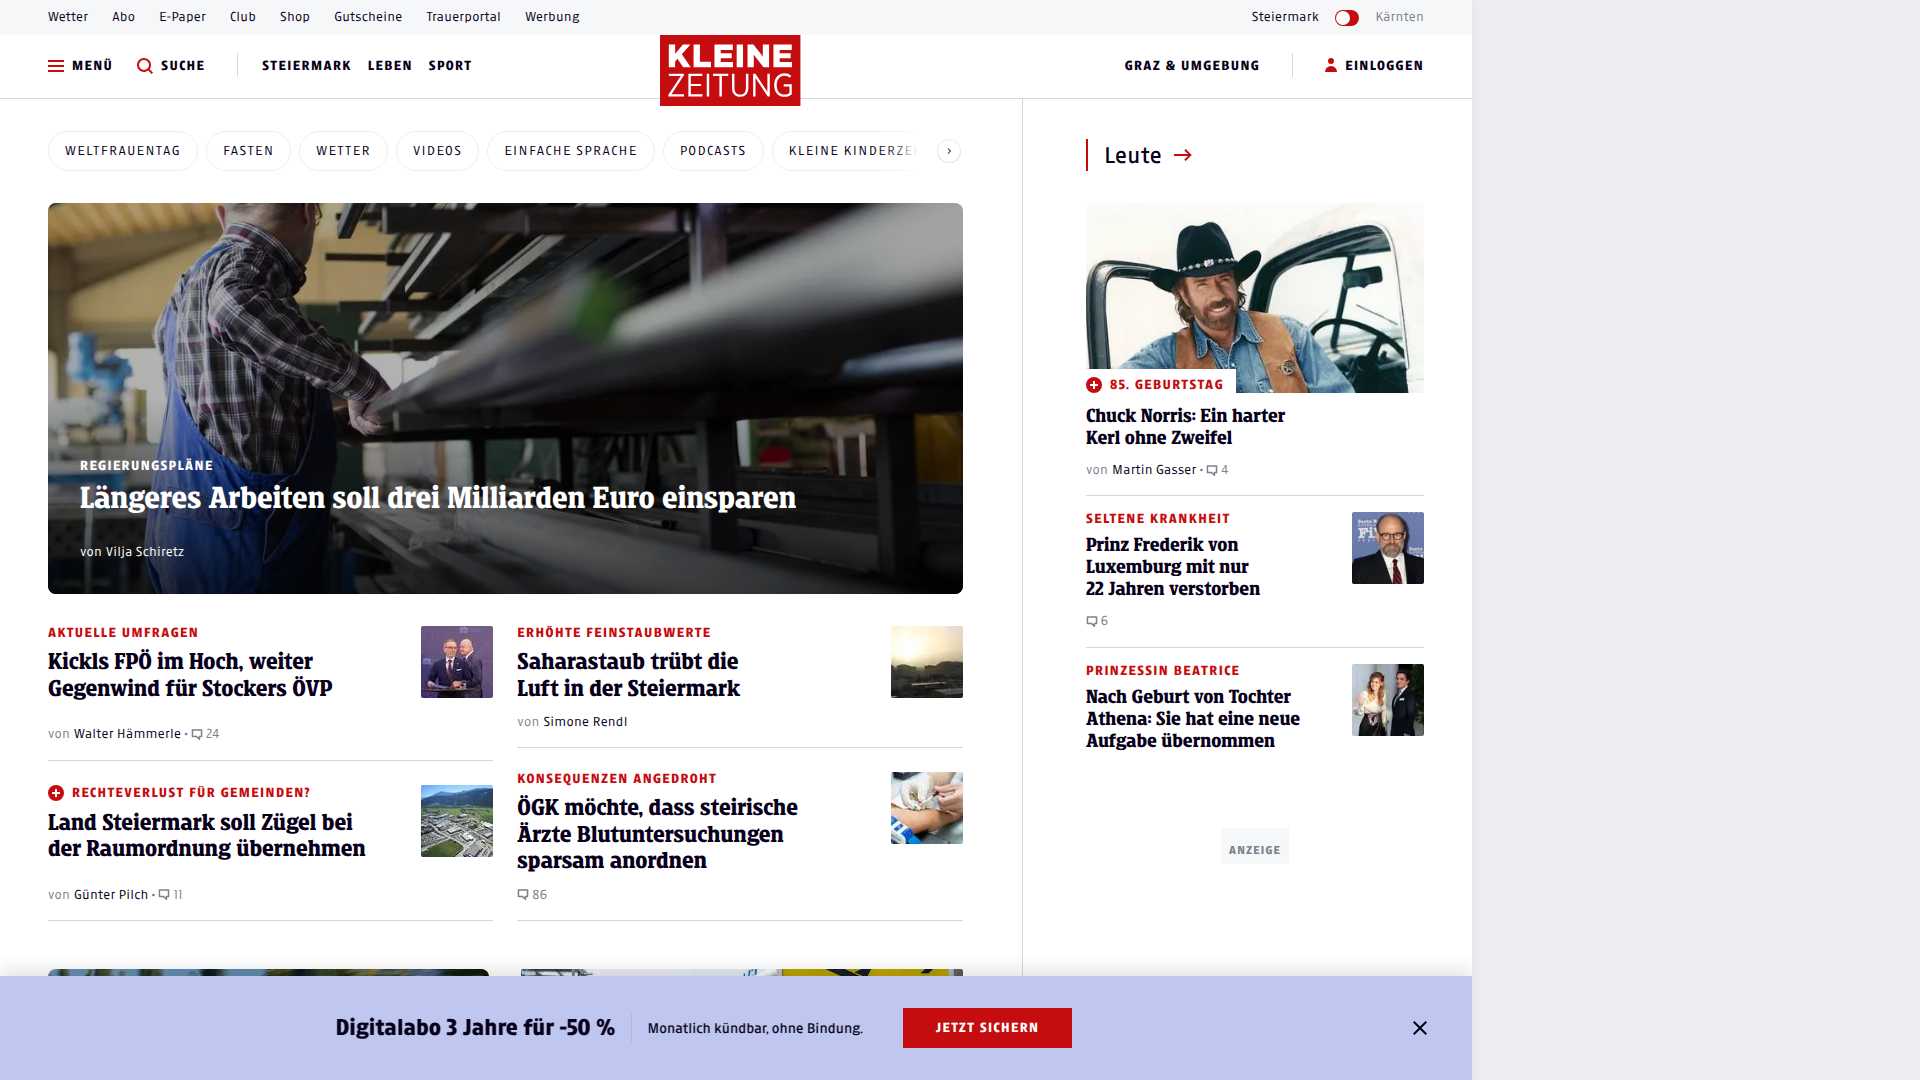 Wetter Abo E-Paper Club Shop Gutscheine Trauerportal Werbung Steiermark Kärnten
MENÜ SUCHE STEIERMARK LEBEN SPORT KLEINE ZEITUNG GRAZ & UMGEBUNG EINLOGGEN
WELTFRAUENTAG FASTEN WETTER VIDEOS EINFACHE SPRACHE PODCASTS KLEINE
REGIERUNGSPLÄNE
Längeres Arbeiten soll drei Milliarden Euro einsparen
von Vilja Schiretz
AKTUELLE UMFRAGEN
Kickls FPÖ im Hoch, weiter
Gegenwind für Stockers ÖVP
von Walter Hämmerle • 24
RECHTEVERLUST FÜR GEMEINDEN?
Land Steiermark soll Zügel bei
der Raumordnung übernehmen
von Günter Pilch • 11
ERHÖHTE FEINSTAUBWERTE
Saharastaub trübt die
Luft in der Steiermark
von Simone Rendl
KONSEQUENZEN ANGEDROHT
ÖGK möchte, dass steirische
Ärzte Blutuntersuchungen
sparsam anordnen
86
Leute
85. GEBURTSTAG
Chuck Norris: Ein harter
Kerl ohne Zweifel
von Martin Gasser • 4
SELTENE KRANKHEIT
Prinz Frederik von
Luxemburg mit nur
22 Jahren verstorben
6
PRINZESSIN BEATRICE
Nach Geburt von Tochter
Athena: Sie hat eine neue
Aufgabe übernommen
ANZEIGE
Digitalabo 3 Jahre für -50 %
Monatlich kündbar, ohne Bindung.
JETZT SICHERN